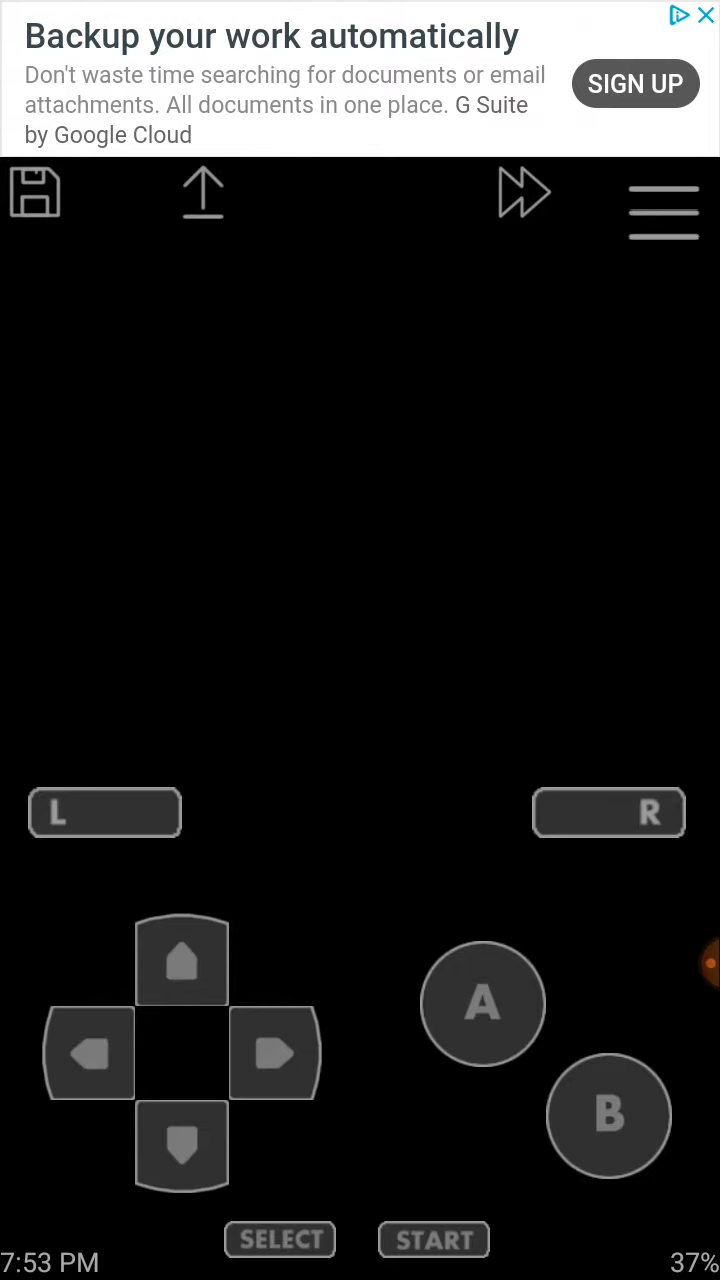 Backup your work automatically
Don't waste time searching for documents or email
attachments. All documents in one place. G Suite
by Google Cloud
SIGN UP
L
R
A
B
SELECT
START
7:53 PM
37%